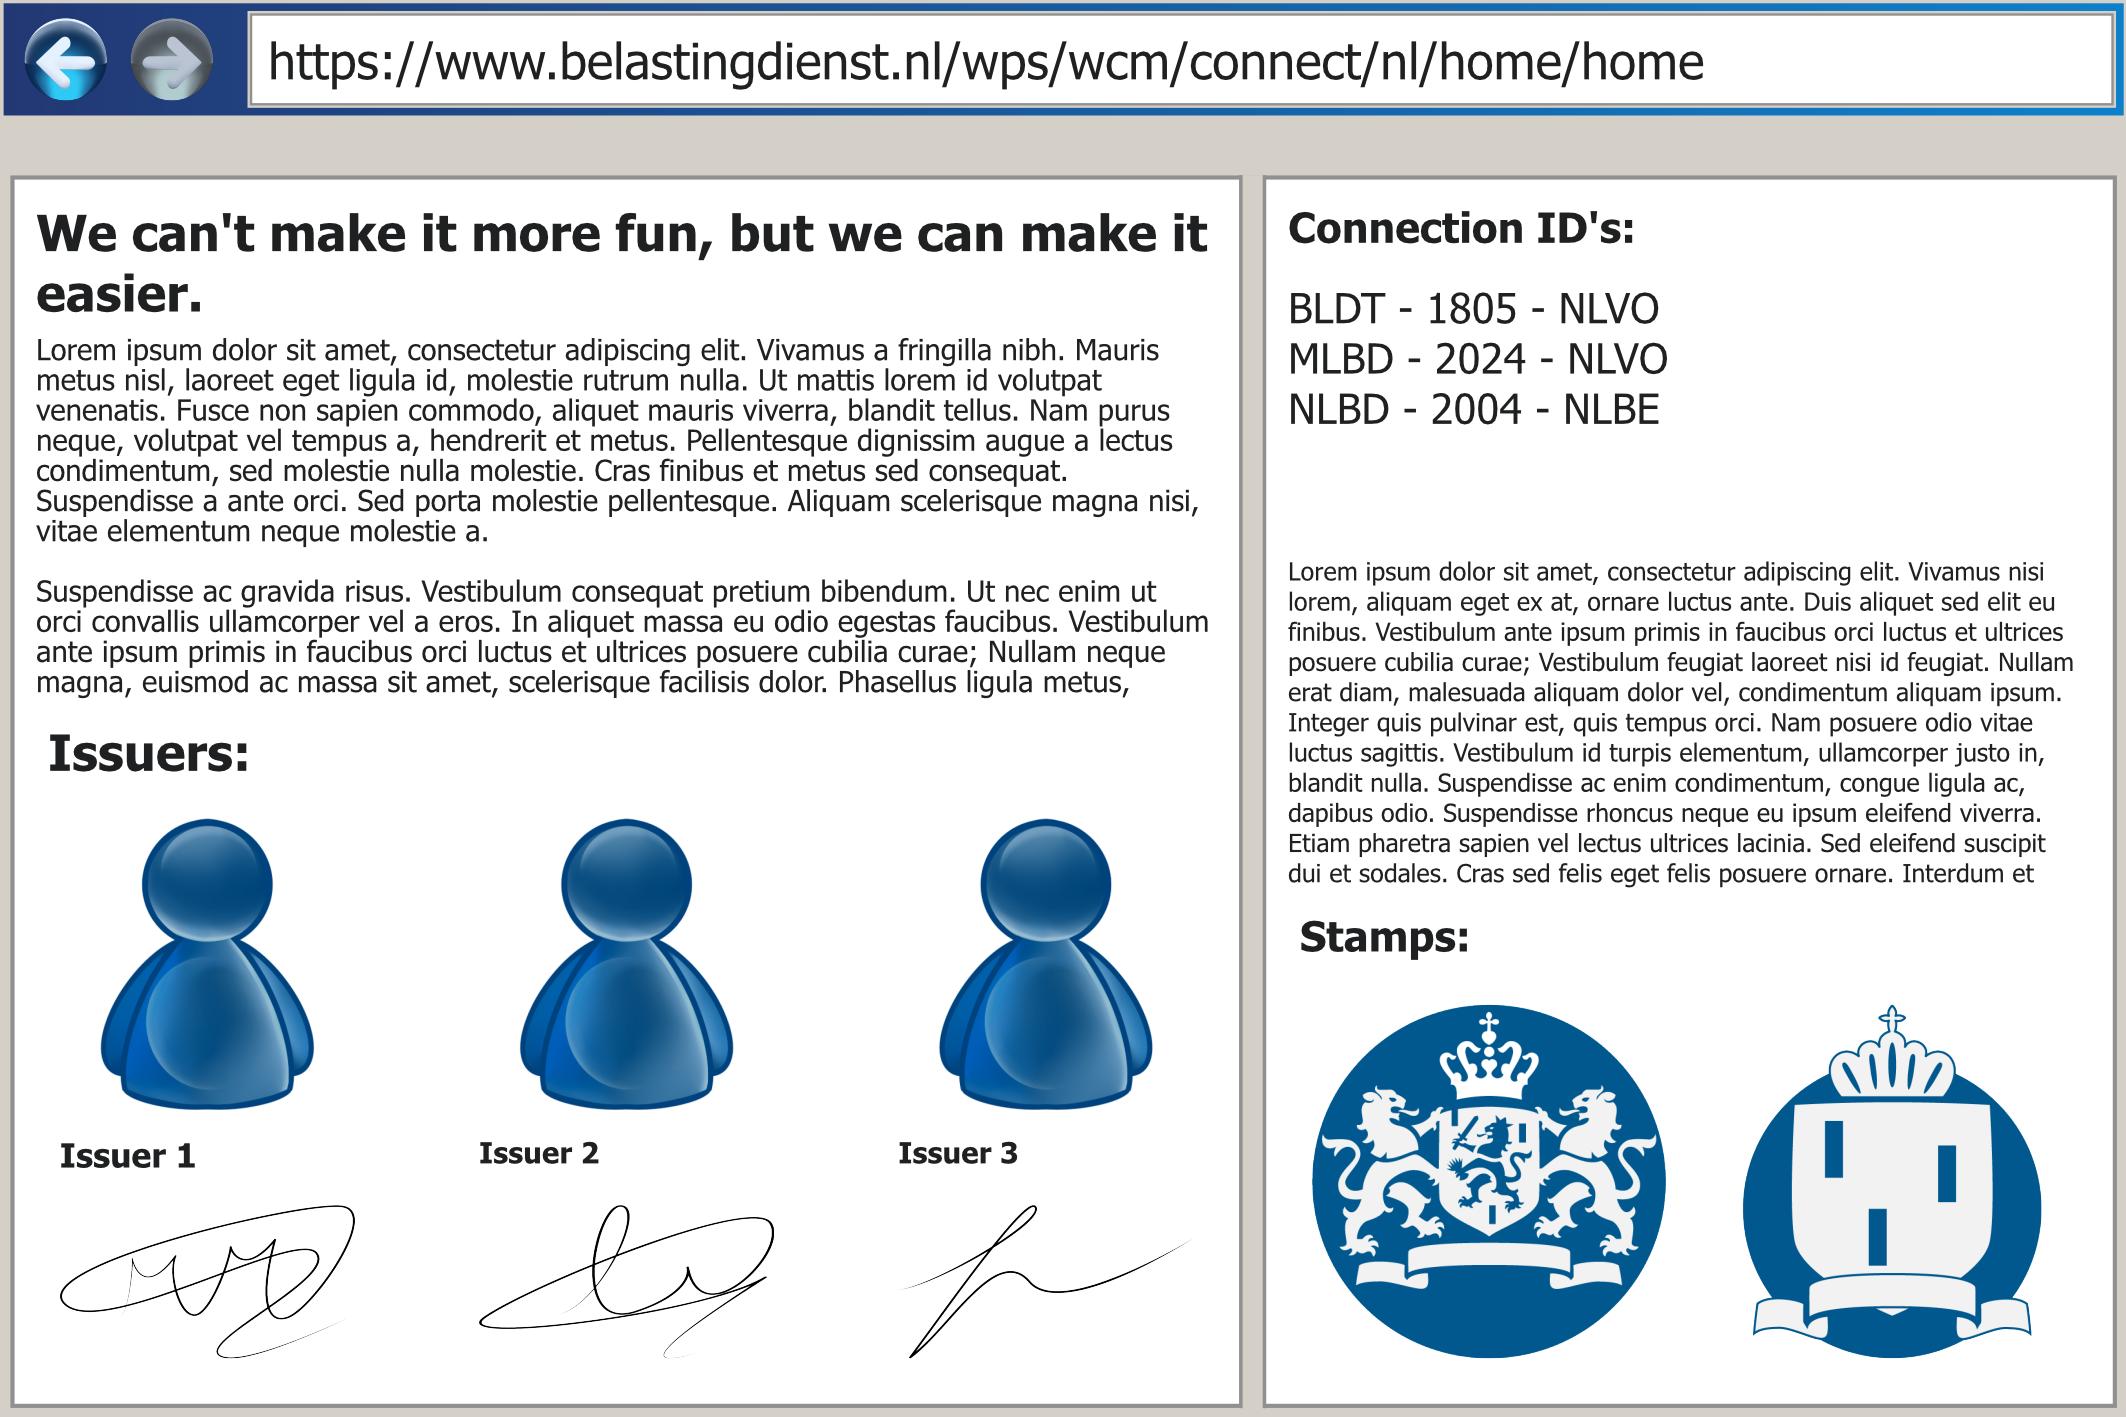 https://www.belastingdienst.nl/wps/wcm/connect/nl/home/home
We can't make it more fun, but we can make it
easier.
Lorem ipsum dolor sit amet, consectetur adipiscing elit. Vivamus a fringilla nibh. Mauris
metus nisl, laoreet eget ligula id, molestie rutrum nulla. Ut mattis lorem id volutpat
venenatis. Fusce non sapien commodo, aliquet mauris viverra, blandit tellus. Nam purus
neque, volutpat vel tempus a, hendrerit et metus. Pellentesque dignissim augue a lectus
condimentum, sed molestie nulla molestie. Cras finibus et metus sed consequat.
Suspendisse a ante orci. Sed porta molestie pellentesque. Aliquam scelerisque magna nisi,
vitae elementum neque molestie a.
Suspendisse ac gravida risus. Vestibulum consequat pretium bibendum. Ut nec enim ut
orci convallis ullamcorper vel a eros. In aliquet massa eu odio egestas faucibus. Vestibulum
ante ipsum primis in faucibus orci luctus et ultrices posuere cubilia curae; Nullam neque
magna, euismod ac massa sit amet, scelerisque facilisis dolor. Phasellus ligula metus,
Issuers:
Issuer 1
Issuer 2
Issuer 3
Connection ID's:
BLDT - 1805 - NLVO
MLBD - 2024 - NLVO
NLBD - 2004 - NLBE
Lorem ipsum dolor sit amet, consectetur adipiscing elit. Vivamus nisi
lorem, aliquam eget ex at, ornare luctus ante. Duis aliquet sed elit eu
finibus. Vestibulum ante ipsum primis in faucibus orci luctus et ultrices
posuere cubilia curae; Vestibulum feugiat laoreet nisi id feugiat. Nullam
erat diam, malesuada aliquam dolor vel, condimentum aliquam ipsum.
Integer quis pulvinar est, quis tempus orci. Nam posuere odio vitae
luctus sagittis. Vestibulum id turpis elementum, ullamcorper justo in,
blandit nulla. Suspendisse ac enim condimentum, congue ligula ac,
dapibus odio. Suspendisse rhoncus neque eu ipsum eleifend viverra.
Etiam pharetra sapien vel lectus ultrices lacinia. Sed eleifend suscipit
dui et sodales. Cras sed felis eget felis posuere ornare. Interdum et
Stamps: